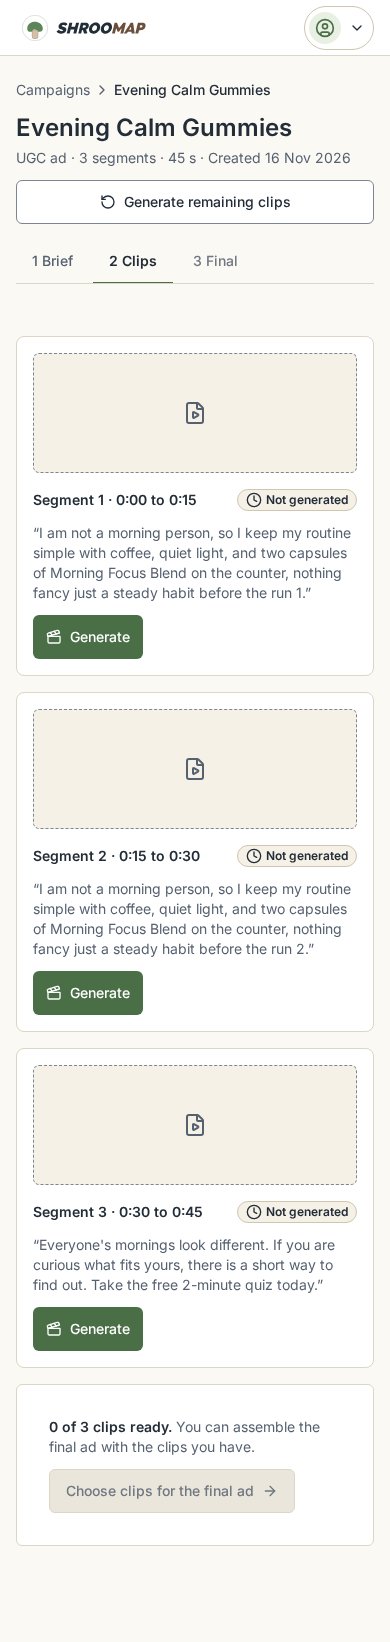 SHROOMAP
Campaigns > Evening Calm Gummies
Evening Calm Gummies
UGC ad · 3 segments · 45 s · Created 16 Nov 2026
Generate remaining clips
1 Brief 2 Clips 3 Final
Segment 1 · 0:00 to 0:15 Not generated
“I am not a morning person, so I keep my routine
simple with coffee, quiet light, and two capsules
of Morning Focus Blend on the counter, nothing
fancy just a steady habit before the run 1.”
Generate
Segment 2 · 0:15 to 0:30 Not generated
“I am not a morning person, so I keep my routine
simple with coffee, quiet light, and two capsules
of Morning Focus Blend on the counter, nothing
fancy just a steady habit before the run 2.”
Generate
Segment 3 · 0:30 to 0:45 Not generated
“Everyone's mornings look different. If you are
curious what fits yours, there is a short way to
find out. Take the free 2-minute quiz today.”
Generate
0 of 3 clips ready. You can assemble the
final ad with the clips you have.
Choose clips for the final ad →